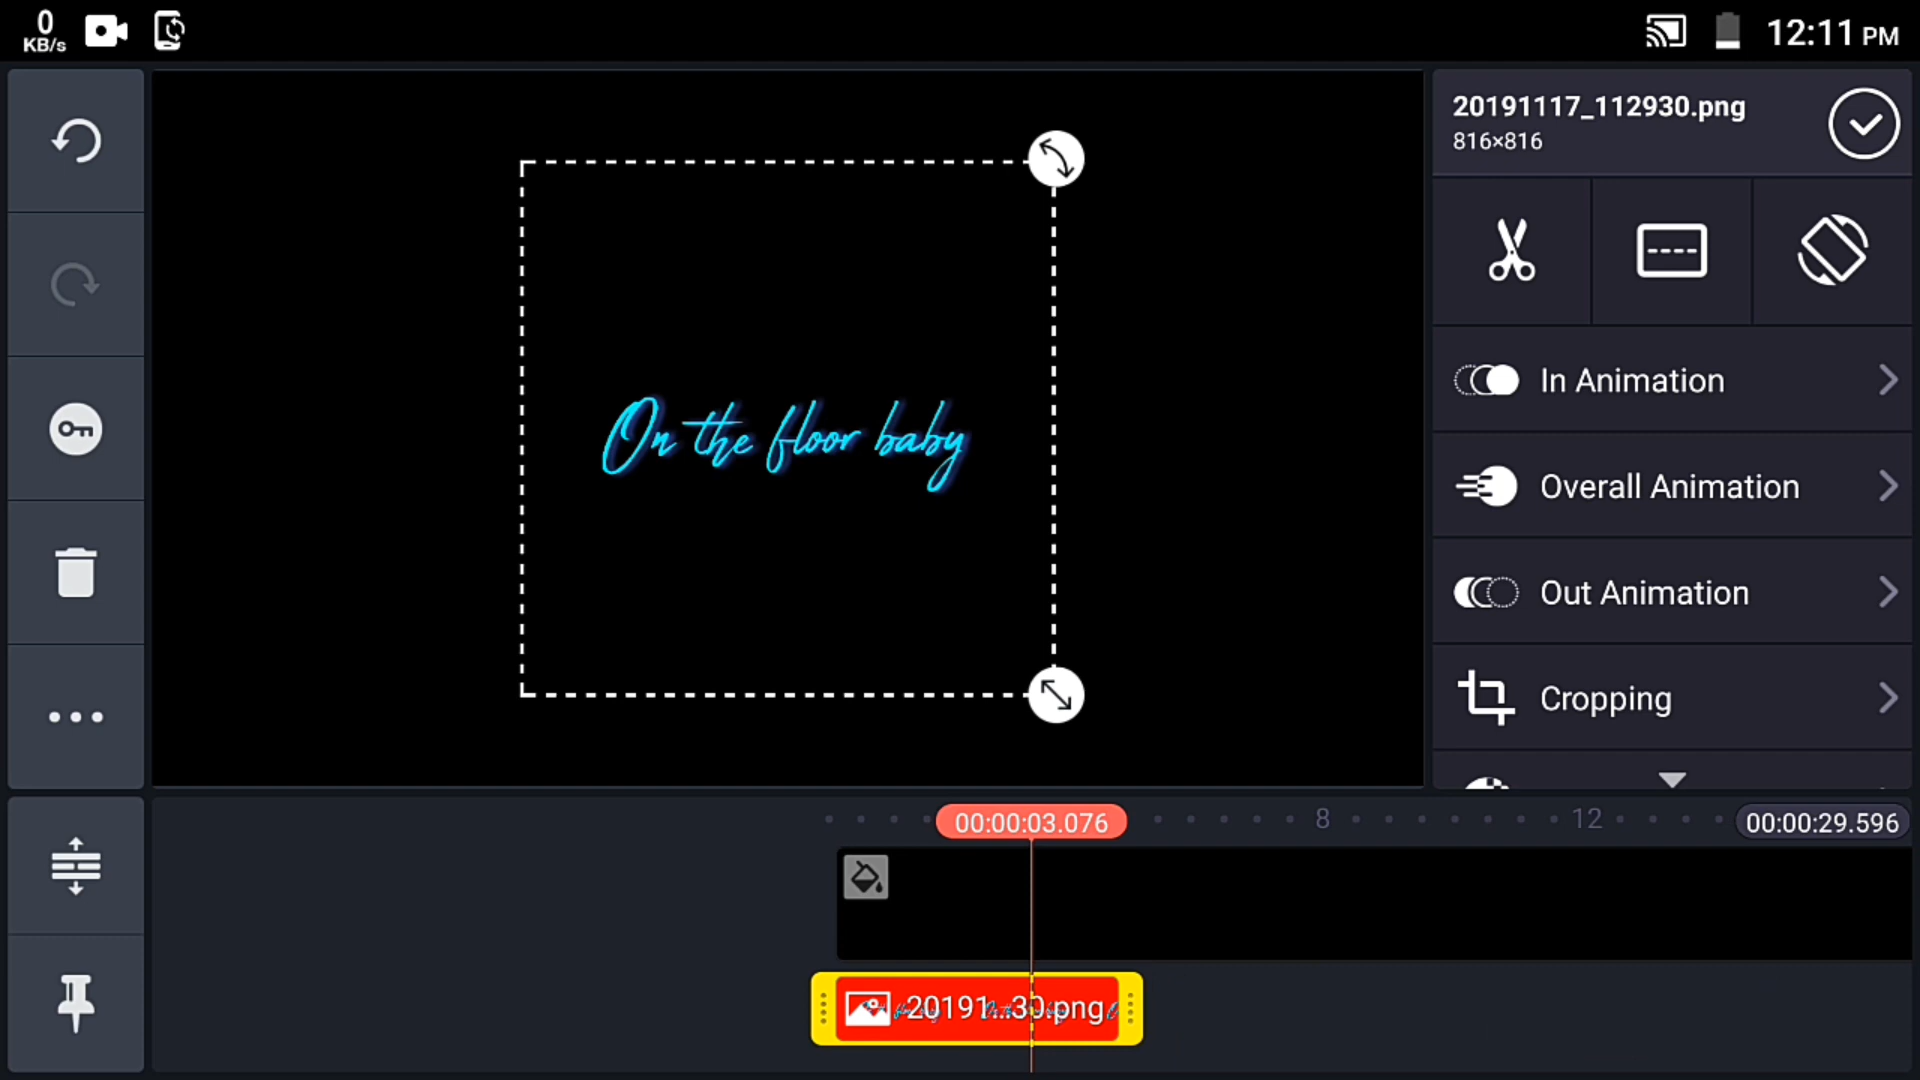 0
KB/s
12:11 PM
20191117_112930.png
816×816
In Animation
Overall Animation
Out Animation
Cropping
On the floor baby
00:00:03.076
8
12
00:00:29.596
20191...30.png